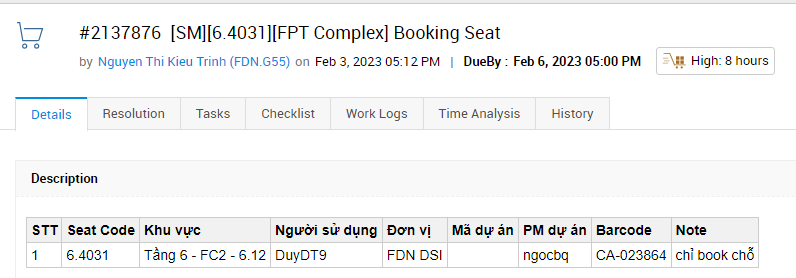 #2137876 [SM][6.4031][FPT Complex] Booking Seat
by Nguyen Thi Kieu Trinh (FDN.G55) on Feb 3, 2023 05:12 PM | DueBy : Feb 6, 2023 05:00 PM High: 8 hours
Details Resolution Tasks Checklist Work Logs Time Analysis History
Description
STT Seat Code Khu vực Người sử dụng Đơn vị Mã dự án PM dự án Barcode Note
1 6.4031 Tầng 6 - FC2 - 6.12 DuyDT9 FDN DSI ngocbq CA-023864 chỉ book chỗ